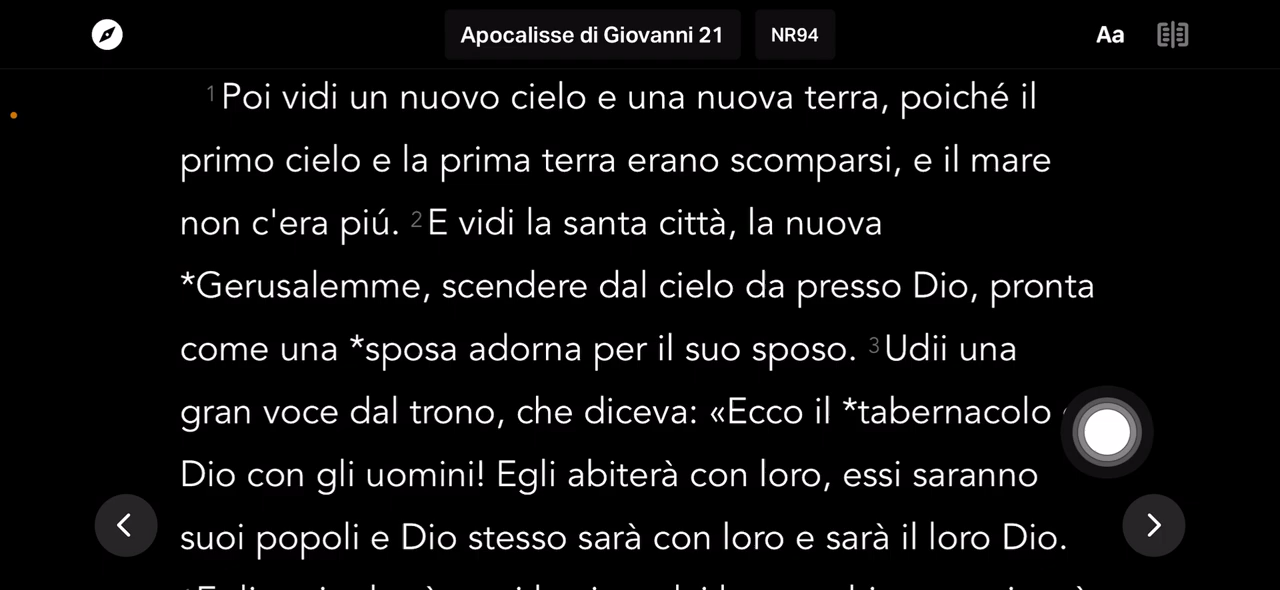 Apocalisse di Giovanni 21 NR94 Aa
1 Poi vidi un nuovo cielo e una nuova terra, poiché il
primo cielo e la prima terra erano scomparsi, e il mare
non c'era piú. 2 E vidi la santa città, la nuova
*Gerusalemme, scendere dal cielo da presso Dio, pronta
come una *sposa adorna per il suo sposo. 3 Udii una
gran voce dal trono, che diceva: «Ecco il *tabernacolo
Dio con gli uomini! Egli abiterà con loro, essi saranno
suoi popoli e Dio stesso sarà con loro e sarà il loro Dio.